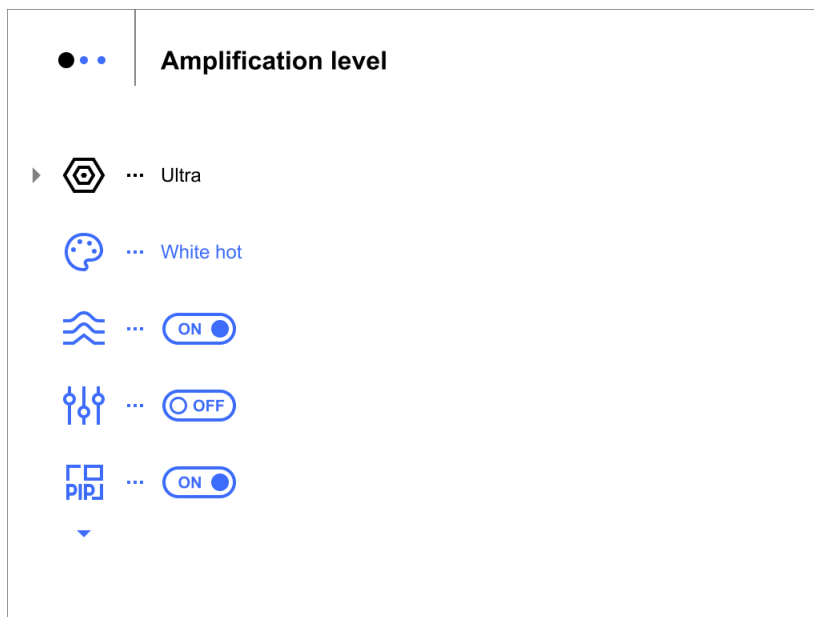 Amplification level
Ultra
White hot
ON
OFF
PIP
ON